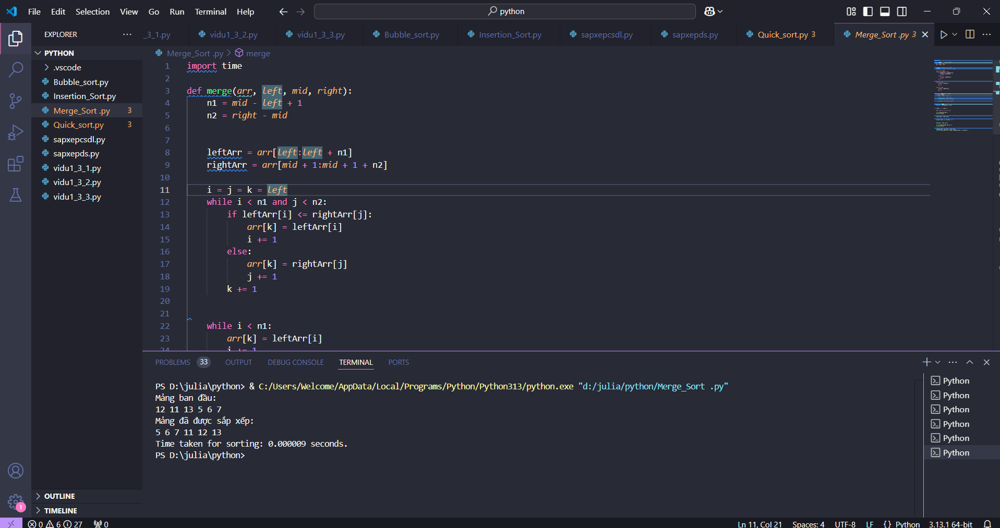 File Edit Selection View Go Run Terminal Help
python
EXPLORER
_3_1.py vidu1_3_2.py vidu1_3_3.py Bubble_sort.py Insertion_Sort.py sapxepcsdl.py sapxepds.py Quick_sort.py 3 Merge_Sort .py 3
PYTHON
.vscode
Bubble_sort.py
Insertion_Sort.py
Merge_Sort .py 3
Quick_sort.py 3
sapxepcsdl.py
sapxepds.py
vidu1_3_1.py
vidu1_3_2.py
vidu1_3_3.py
OUTLINE
TIMELINE
Merge_Sort .py > merge
1 import time
2
3 def merge(arr, left, mid, right):
4 n1 = mid - left + 1
5 n2 = right - mid
6
7
8 leftArr = arr[left:left + n1]
9 rightArr = arr[mid + 1:mid + 1 + n2]
10
11 i = j = k = left
12 while i < n1 and j < n2:
13 if leftArr[i] <= rightArr[j]:
14 arr[k] = leftArr[i]
15 i += 1
16 else:
17 arr[k] = rightArr[j]
18 j += 1
19 k += 1
20
21
22 while i < n1:
23 arr[k] = leftArr[i]
24 i += 1
PROBLEMS 33 OUTPUT DEBUG CONSOLE TERMINAL PORTS
PS D:\julia\python> & C:/Users/Welcome/AppData/Local/Programs/Python/Python313/python.exe "d:/julia/python/Merge_Sort .py"
Mảng ban đầu:
12 11 13 5 6 7
Mảng đã được sắp xếp:
5 6 7 11 12 13
Time taken for sorting: 0.000009 seconds.
PS D:\julia\python>
Python
Python
Python
Python
Python
Python
1
0 6 27 0
Ln 11, Col 21 Spaces: 4 UTF-8 LF {} Python 3.13.1 64-bit